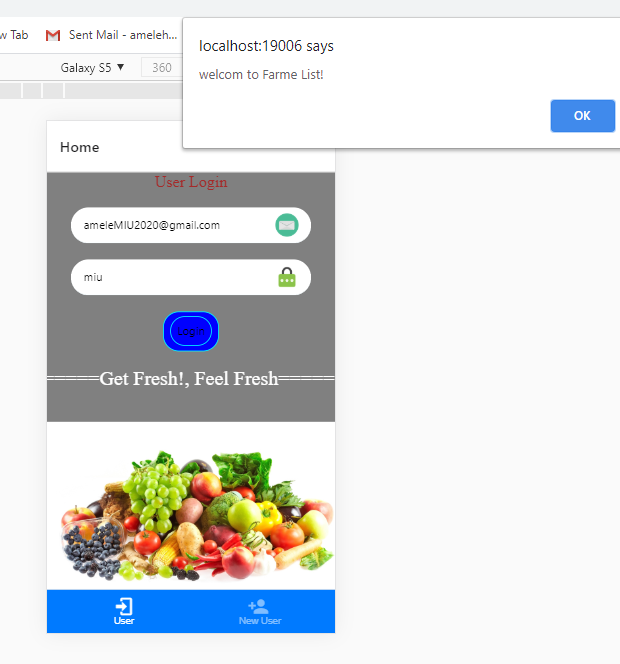 w Tab
Sent Mail - ameleh...
localhost:19006 says
welcom to Farme List!
OK
Galaxy S5 ▼
360
Home
User Login
ameleMIU2020@gmail.com
miu
Login
=====Get Fresh!, Feel Fresh=====
User
New User